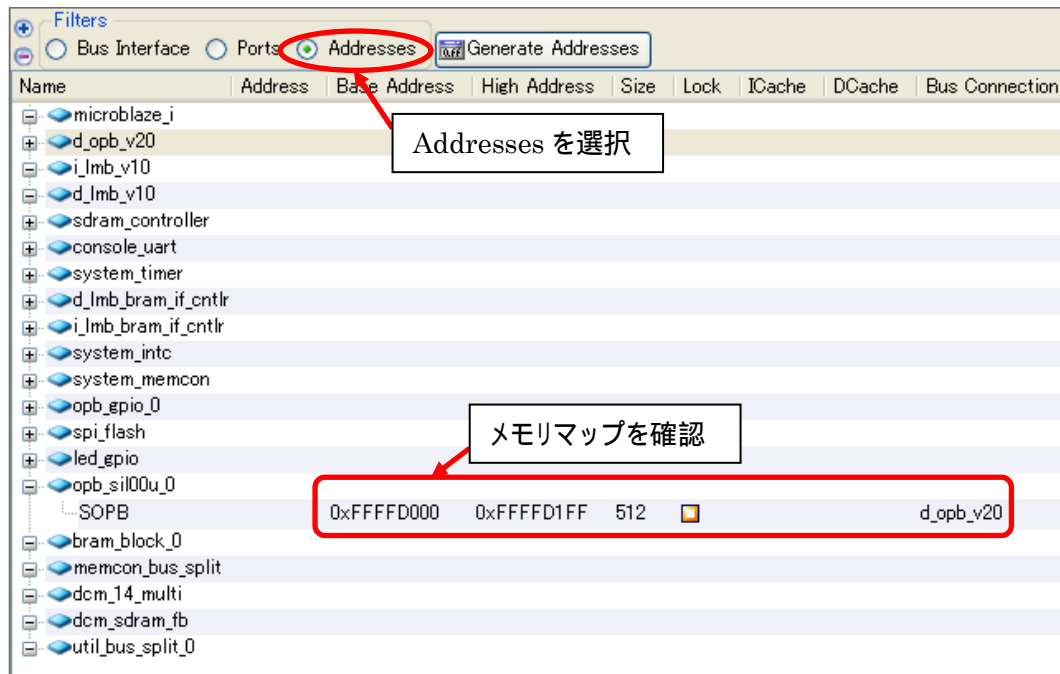 Filters
Bus Interface Ports Addresses Generate Addresses
Name Address Base Address High Address Size Lock ICache DCache Bus Connection
microblaze_i
Addresses を選択
d_opb_v20
i_lmb_v10
d_lmb_v10
sdram_controller
console_uart
system_timer
d_lmb_bram_if_cntlr
i_lmb_bram_if_cntlr
system_intc
system_memcon
opb_gpio_0
メモリマップを確認
spi_flash
led_gpio
opb_sil00u_0
SOPB 0xFFFFD000 0xFFFFD1FF 512 d_opb_v20
bram_block_0
memcon_bus_split
dcm_14_multi
dcm_sdram_fb
util_bus_split_0